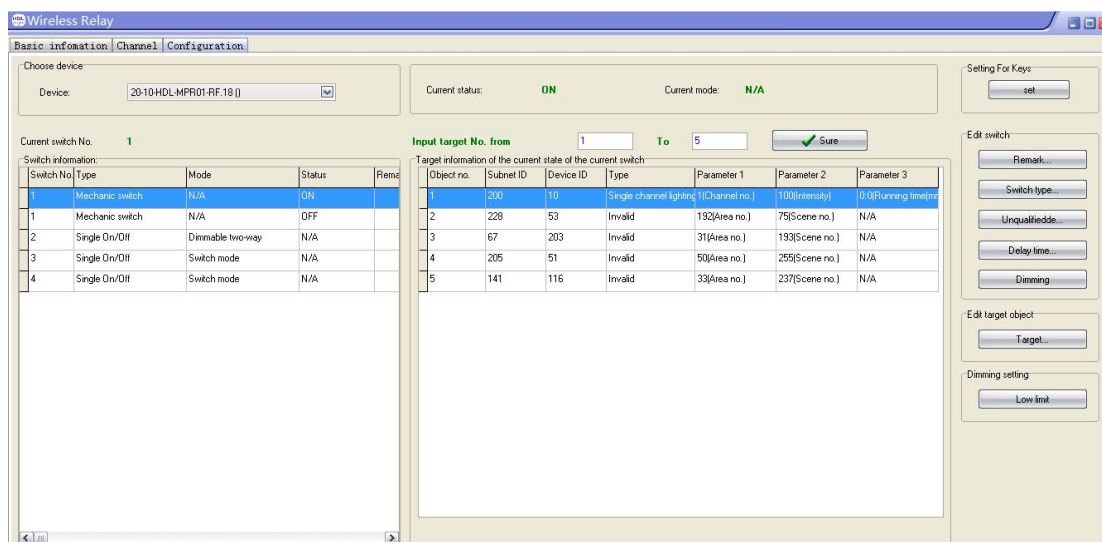 HDL Wireless Relay
Basic infomation Channel Configuration
Choose device
Device: 20-10-HDL-MPR01-RF.18 ()
Current status: ON Current mode: N/A
Setting For Keys
set
Current switch No. 1
Input target No. from 1 To 5 Sure
Switch information:
Switch No. Type Mode Status Rema
1 Mechanic switch N/A ON
1 Mechanic switch N/A OFF
2 Single On/Off Dimmable two-way N/A
3 Single On/Off Switch mode N/A
4 Single On/Off Switch mode N/A
Target information of the current state of the current switch
Object no. Subnet ID Device ID Type Parameter 1 Parameter 2 Parameter 3
1 200 10 Single channel lighting 1(Channel no.) 100(Intensity) 0:0(Running time(mn
2 228 53 Invalid 192(Area no.) 75(Scene no.) N/A
3 67 203 Invalid 31(Area no.) 193(Scene no.) N/A
4 205 51 Invalid 50(Area no.) 255(Scene no.) N/A
5 141 116 Invalid 33(Area no.) 237(Scene no.) N/A
Edit switch
Remark...
Switch type...
Unqualifiedde...
Delay time...
Dimming
Edit target object
Target...
Dimming setting
Low limit